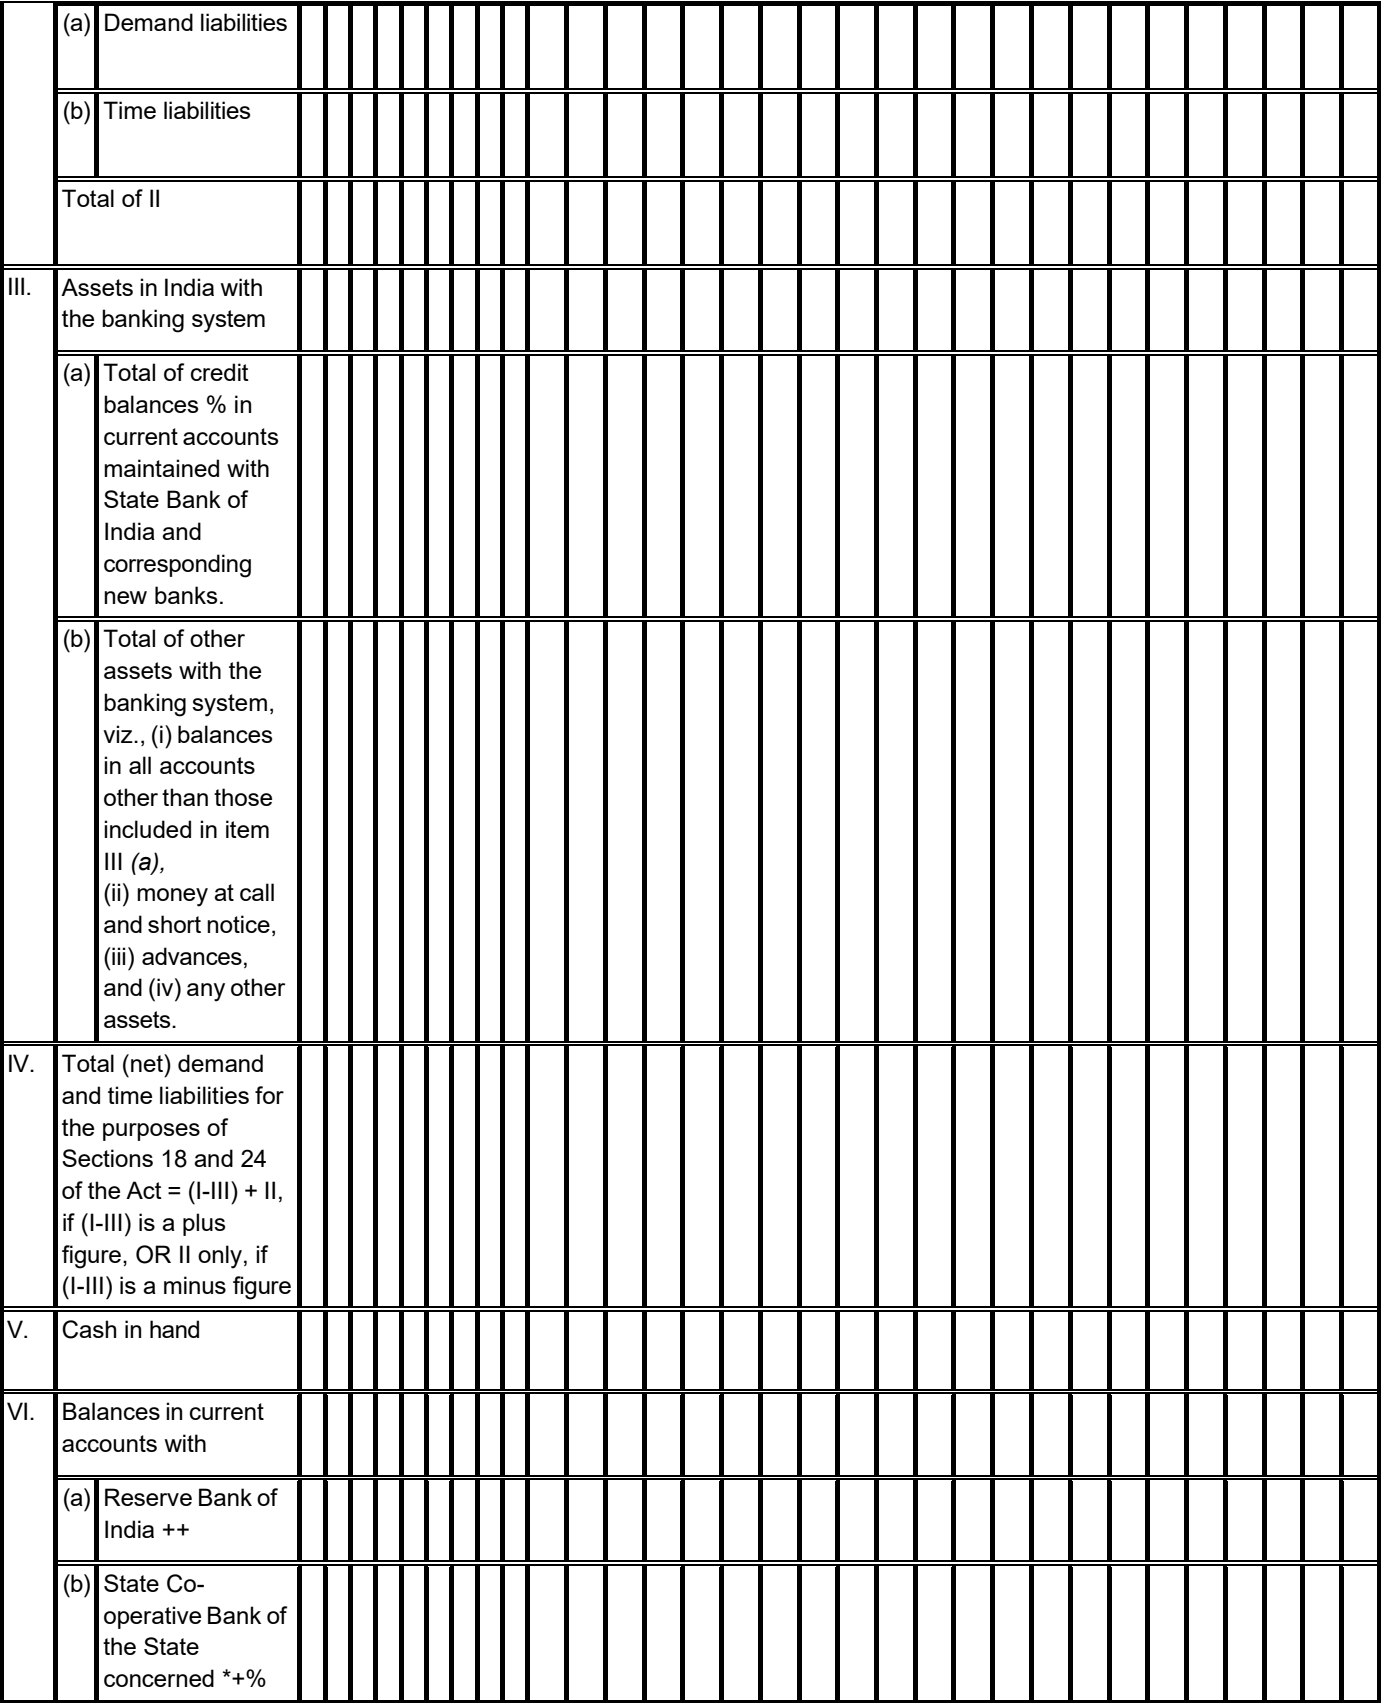 (a) Demand liabilities
(b) Time liabilities
Total of II
III. Assets in India with
the banking system
(a) Total of credit
balances % in
current accounts
maintained with
State Bank of
India and
corresponding
new banks.
(b) Total of other
assets with the
banking system,
viz., (i) balances
in all accounts
other than those
included in item
III (a),
(ii) money at call
and short notice,
(iii) advances,
and (iv) any other
assets.
IV. Total (net) demand
and time liabilities for
the purposes of
Sections 18 and 24
of the Act = (I-III) + II,
if (I-III) is a plus
figure, OR II only, if
(I-III) is a minus figure
V. Cash in hand
VI. Balances in current
accounts with
(a) Reserve Bank of
India ++
(b) State Co-
operative Bank of
the State
concerned *+%